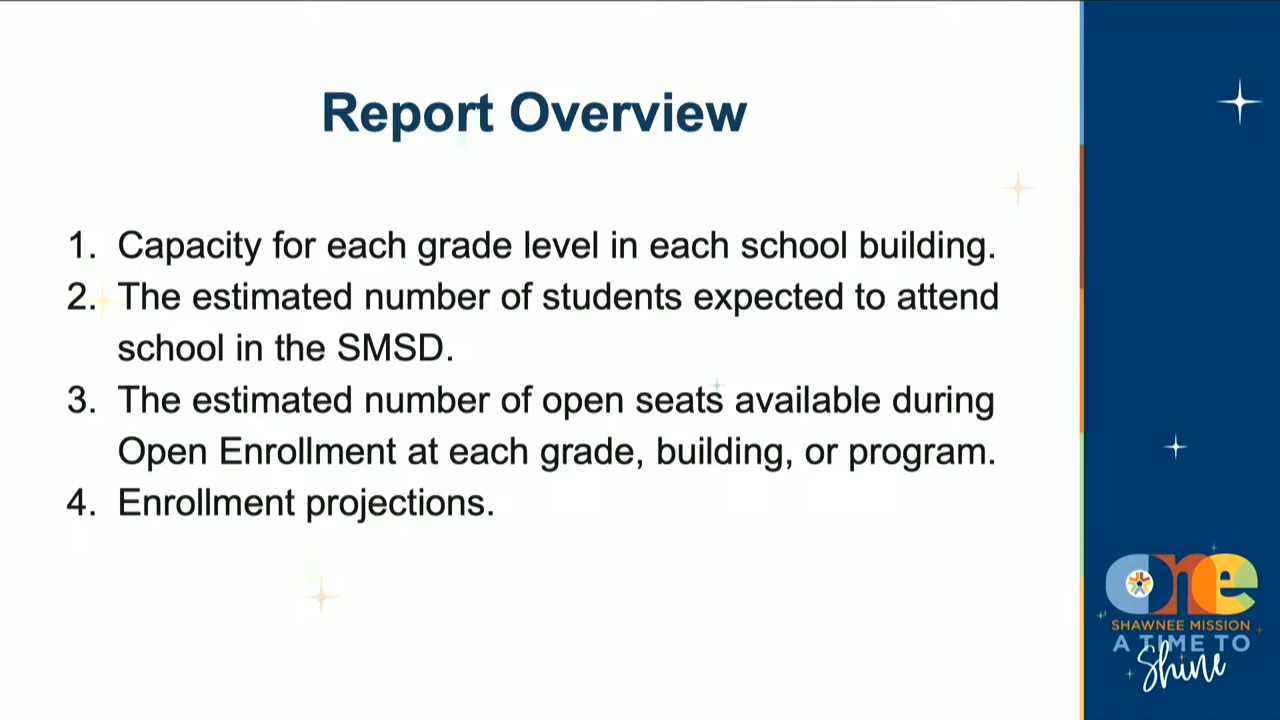 Report Overview
1. Capacity for each grade level in each school building.
2. The estimated number of students expected to attend
school in the SMSD.
3. The estimated number of open seats available during
Open Enrollment at each grade, building, or program.
4. Enrollment projections.
one
SHAWNEE MISSION
A TIME TO
Shine